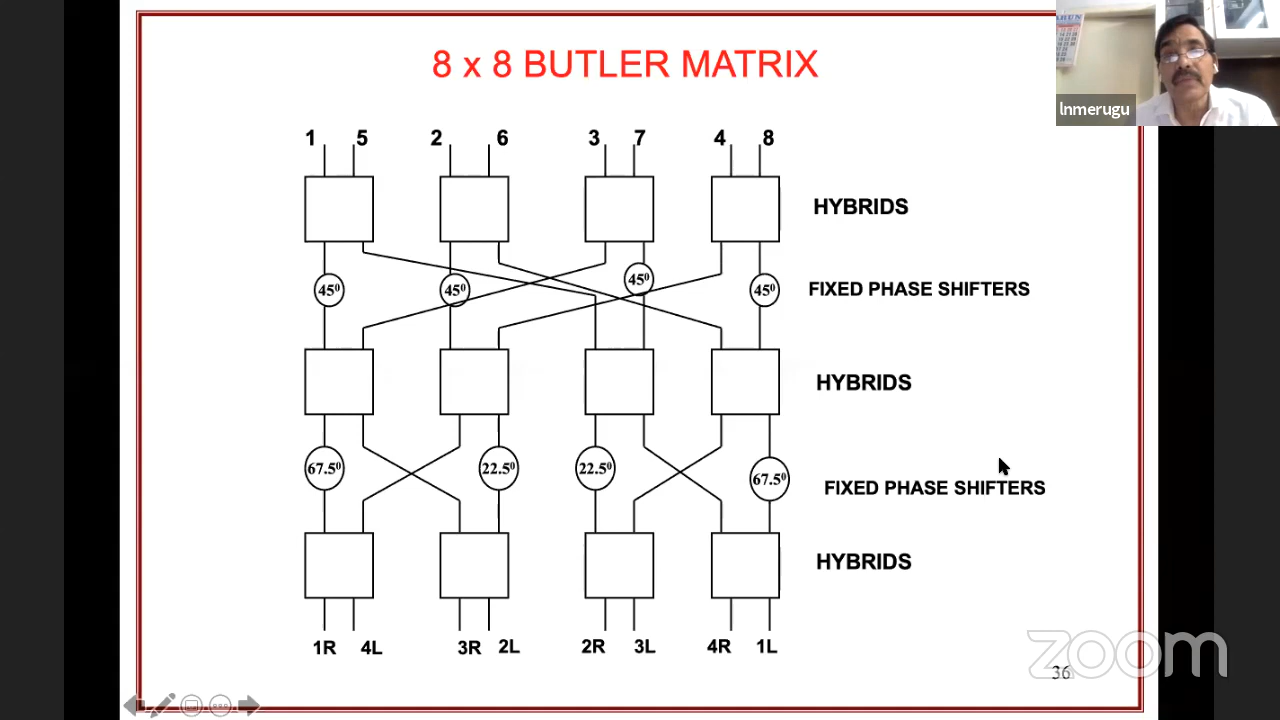 8 x 8 BUTLER MATRIX
lnmerugu
1 5 2 6 3 7 4 8
HYBRIDS
45⁰ 45⁰ 45⁰ 45⁰ FIXED PHASE SHIFTERS
HYBRIDS
67.5⁰ 22.5⁰ 22.5⁰ 67.5⁰ FIXED PHASE SHIFTERS
HYBRIDS
1R 4L 3R 2L 2R 3L 4R 1L
zoom
36